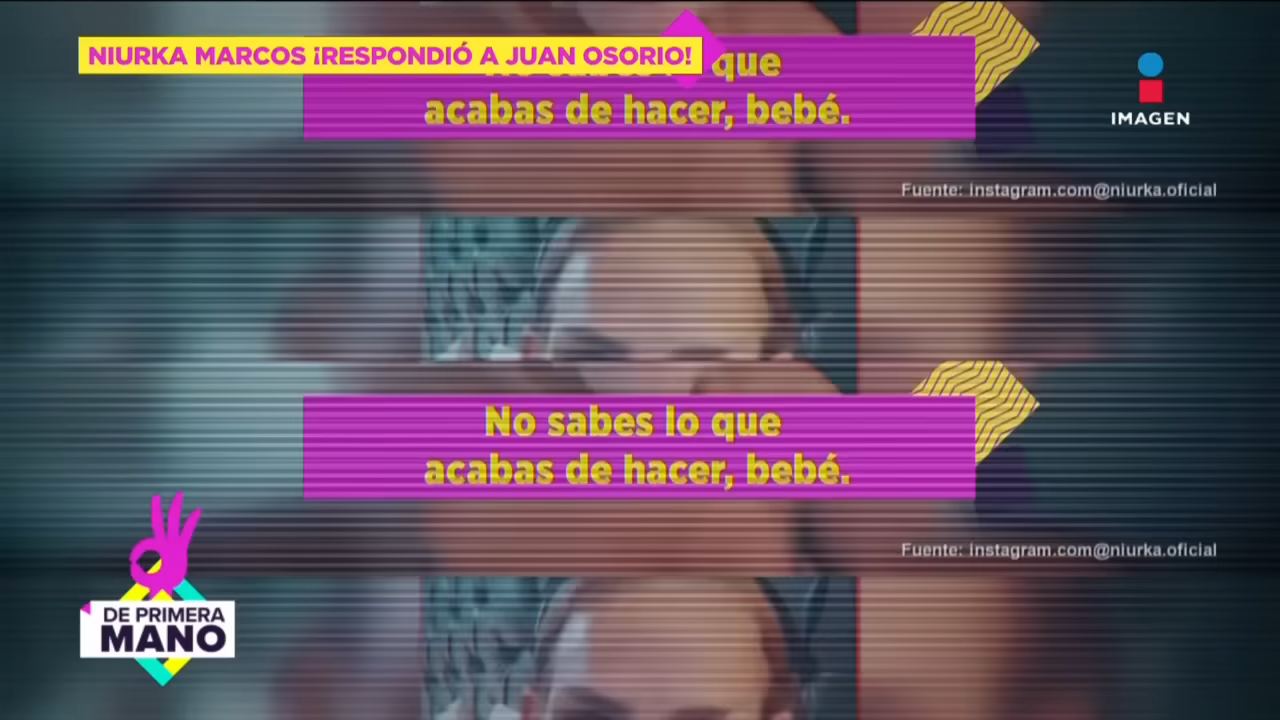 NIURKA MARCOS ¡RESPONDIÓ A JUAN OSORIO!
que
acabas de hacer, bebé.
IMAGEN
Fuente: instagram.com@niurka.oficial
No sabes lo que
acabas de hacer, bebé.
Fuente: instagram.com@niurka.oficial
DE PRIMERA
MANO